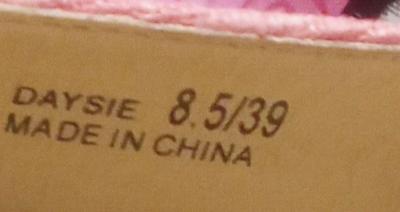 DAYSIE 8.5/39
MADE IN CHINA